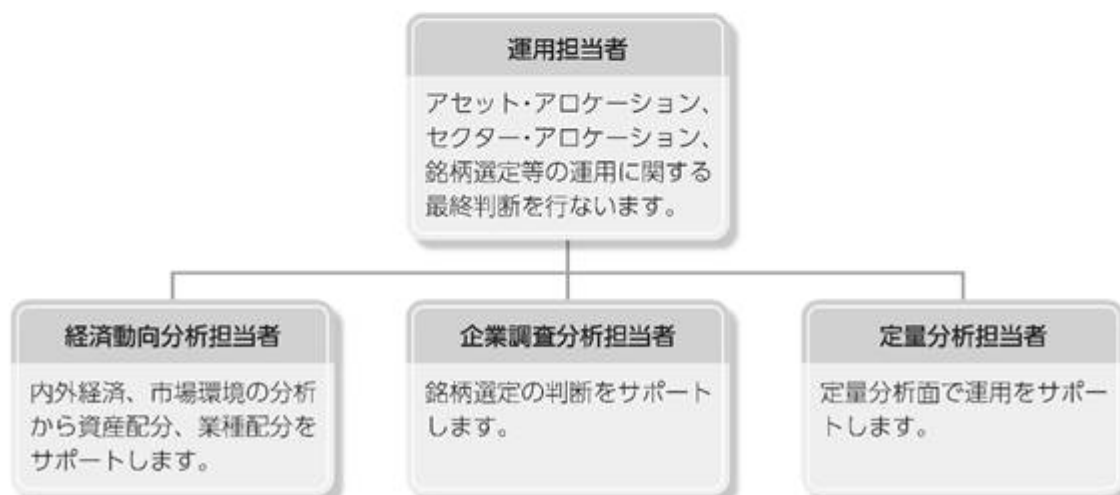 運用担当者
アセット・アロケーション、
セクター・アロケーション、
銘柄選定等の運用に関する
最終判断を行ないます。
経済動向分析担当者
内外経済、市場環境の分析
から資産配分、業種配分を
サポートします。
企業調査分析担当者
銘柄選定の判断をサポート
します。
定量分析担当者
定量分析面で運用をサポー
トします。